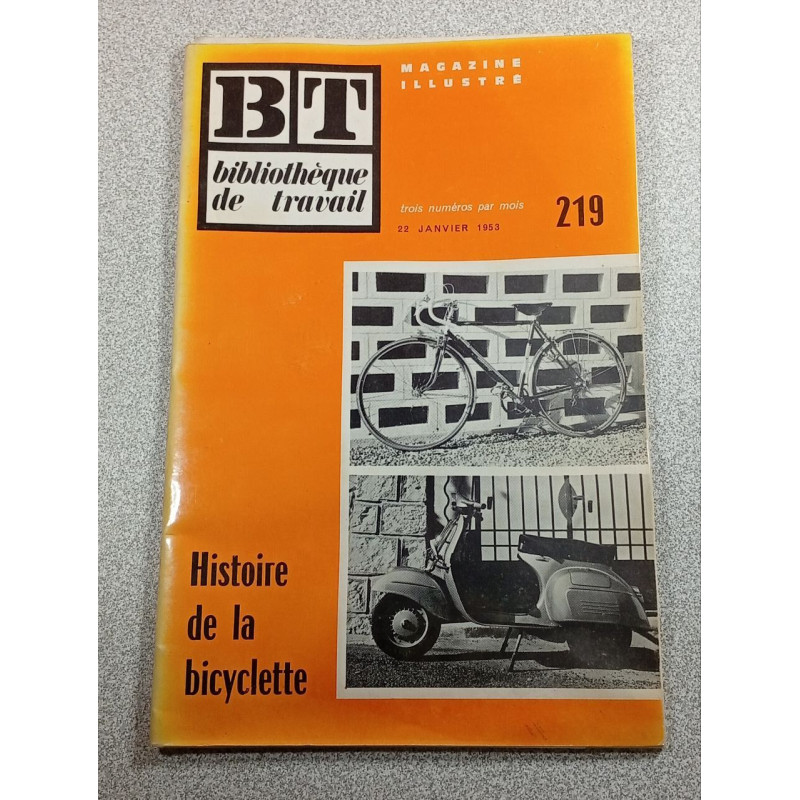 BT
bibliothèque
de travail
MAGAZINE
ILLUSTRÉ
trois numéros par mois
219
22 JANVIER 1953
Histoire
de la
bicyclette